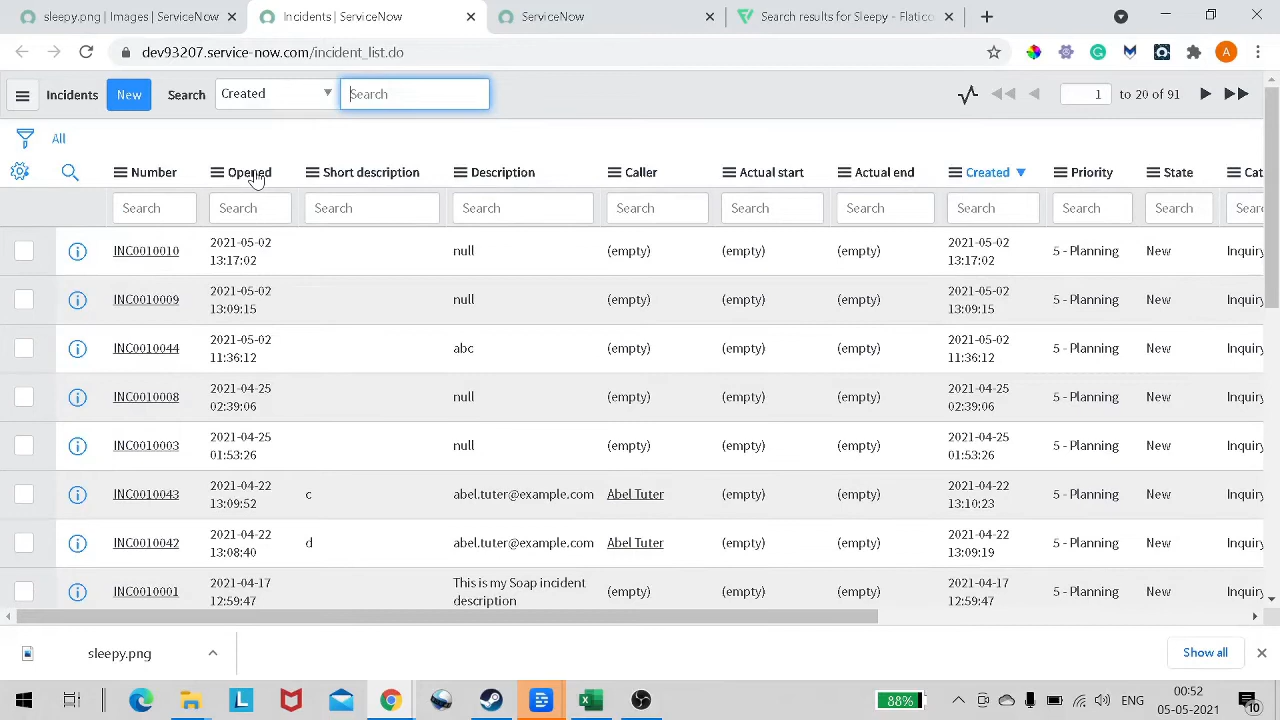 sleepy.png | Images | ServiceNow
Incidents | ServiceNow
ServiceNow
Search results for Sleepy - Flatico
dev93207.service-now.com/incident_list.do
A
Incidents
New
Search
Created
Search
1
to 20 of 91
All
Number
Opened
Short description
Description
Caller
Actual start
Actual end
Created
Priority
State
Cat
Search
Search
Search
Search
Search
Search
Search
Search
Search
Search
Sear
INC0010010
2021-05-02
13:17:02
null
(empty)
(empty)
(empty)
2021-05-02
13:17:02
5 - Planning
New
Inquiry
INC0010009
2021-05-02
13:09:15
null
(empty)
(empty)
(empty)
2021-05-02
13:09:15
5 - Planning
New
Inquiry
INC0010044
2021-05-02
11:36:12
abc
(empty)
(empty)
(empty)
2021-05-02
11:36:12
5 - Planning
New
Inquiry
INC0010008
2021-04-25
02:39:06
null
(empty)
(empty)
(empty)
2021-04-25
02:39:06
5 - Planning
New
Inquiry
INC0010003
2021-04-25
01:53:26
null
(empty)
(empty)
(empty)
2021-04-25
01:53:26
5 - Planning
New
Inquiry
INC0010043
2021-04-22
13:09:52
c
abel.tuter@example.com
Abel Tuter
(empty)
(empty)
2021-04-22
13:10:23
5 - Planning
New
Inquiry
INC0010042
2021-04-22
13:08:40
d
abel.tuter@example.com
Abel Tuter
(empty)
(empty)
2021-04-22
13:09:19
5 - Planning
New
Inquiry
INC0010001
2021-04-17
12:59:47
This is my Soap incident
description
(empty)
(empty)
(empty)
2021-04-17
12:59:47
5 - Planning
New
Inquiry
sleepy.png
Show all
L
88%
ENG
00:52
05-05-2021
10